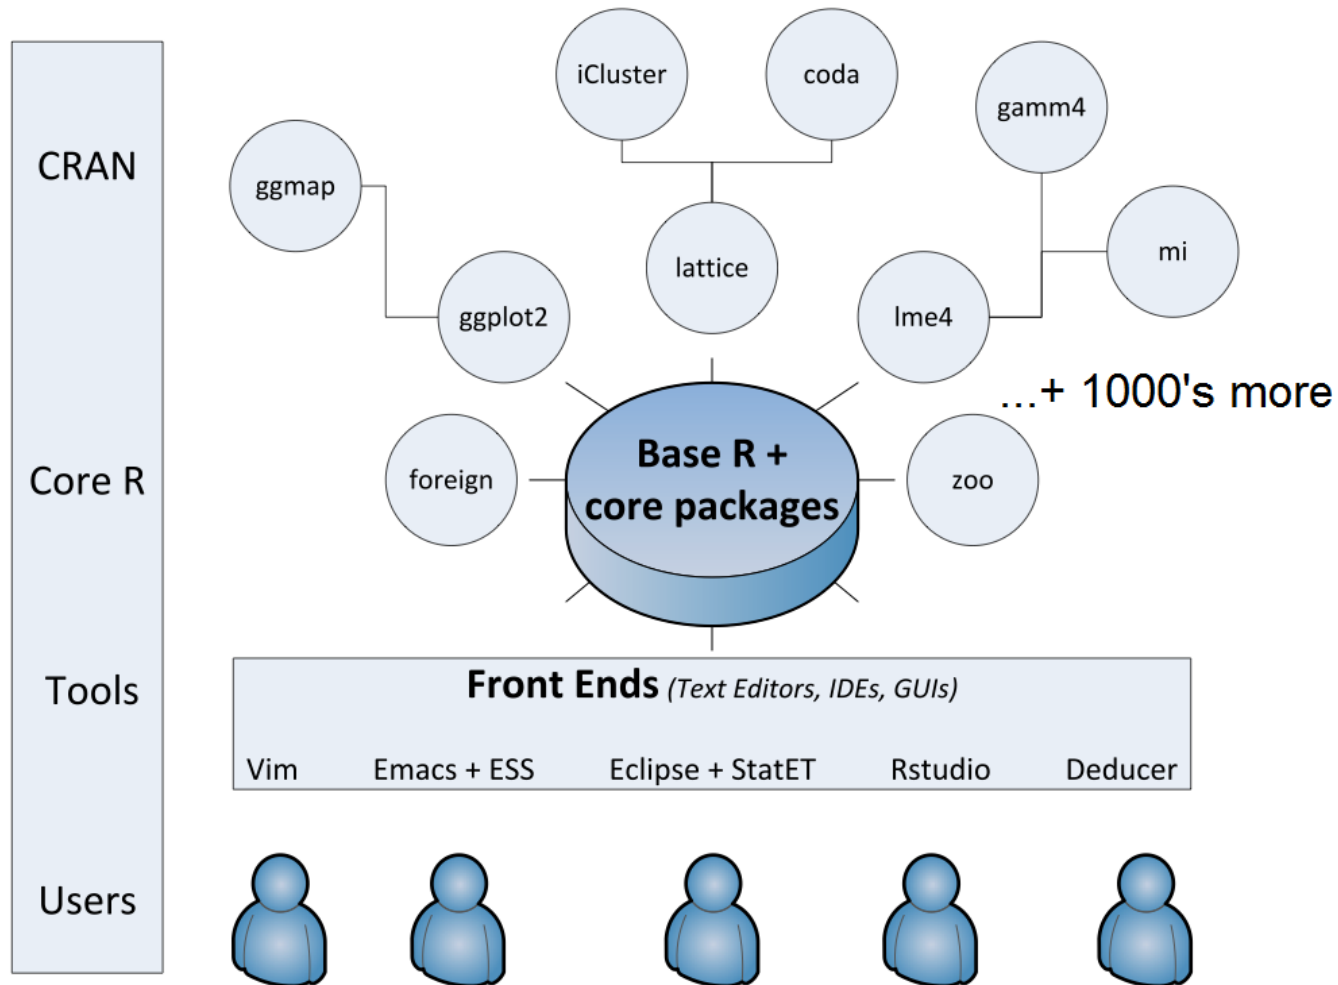 iCluster
coda
gamm4
CRAN
ggmap
mi
lattice
ggplot2
lme4
...+ 1000's more
Base R +
core packages
Core R
foreign
zoo
Tools
Front Ends (Text Editors, IDEs, GUIs)
Vim Emacs + ESS Eclipse + StatET Rstudio Deducer
Users